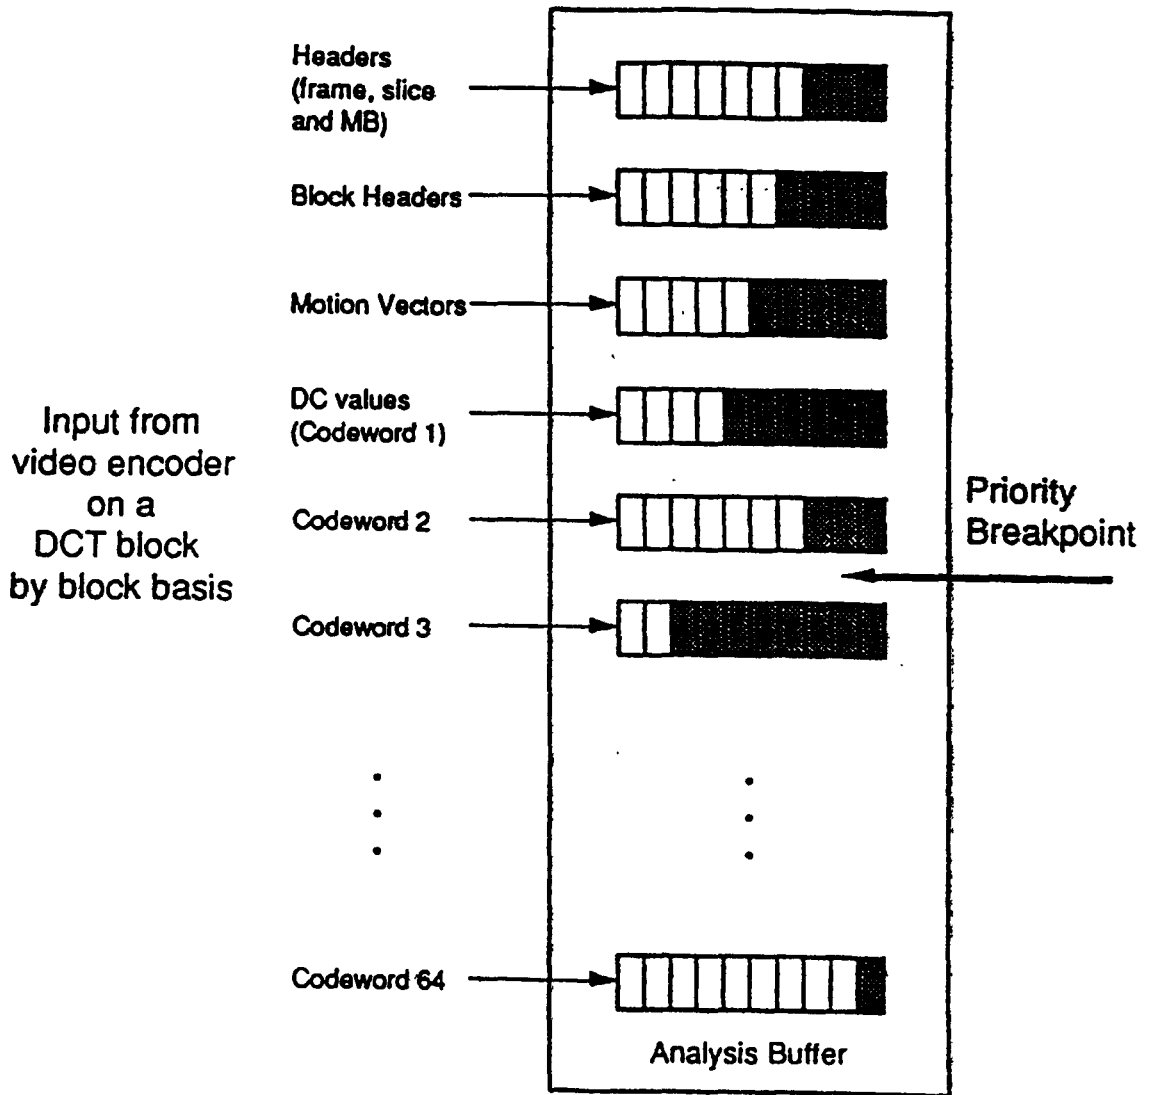 Headers
(frame, slice
and MB)
Block Headers
Motion Vectors
DC values
(Codeword 1)
Input from
video encoder
on a
DCT block
by block basis
Codeword 2
Priority
Breakpoint
Codeword 3
Codeword 64
Analysis Buffer